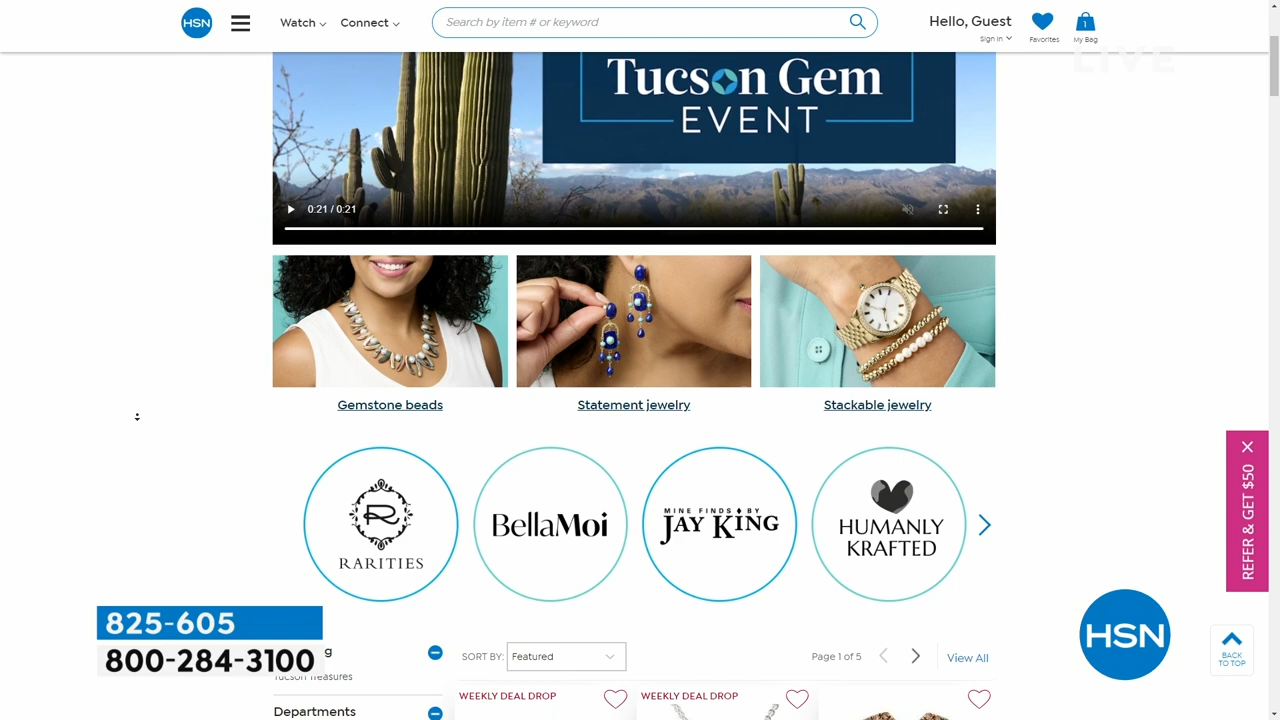 HSN
Watch
Connect
Search by item # or keyword
Hello, Guest
Sign In
Favorites
1
My Bag
LIVE
Tucson Gem
EVENT
0:21 / 0:21
Gemstone beads
Statement jewelry
Stackable jewelry
R
RARITIES
BellaMoi
MINE FINDS BY
JAY KING
HUMANLY
KRAFTED
REFER & GET $50
825-605
800-284-3100
HSN
BACK
TO TOP
SORT BY:
Featured
Page 1 of 5
View All
Tucson Treasures
Departments
WEEKLY DEAL DROP
WEEKLY DEAL DROP